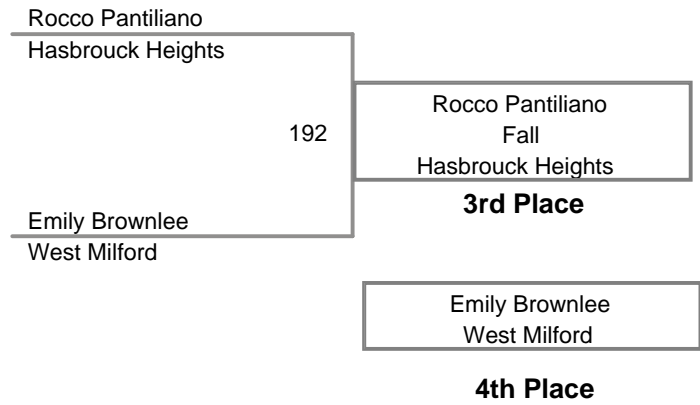 Rocco Pantiliano
Hasbrouck Heights
192
Rocco Pantiliano
Fall
Hasbrouck Heights
3rd Place
Emily Brownlee
West Milford
Emily Brownlee
West Milford
4th Place